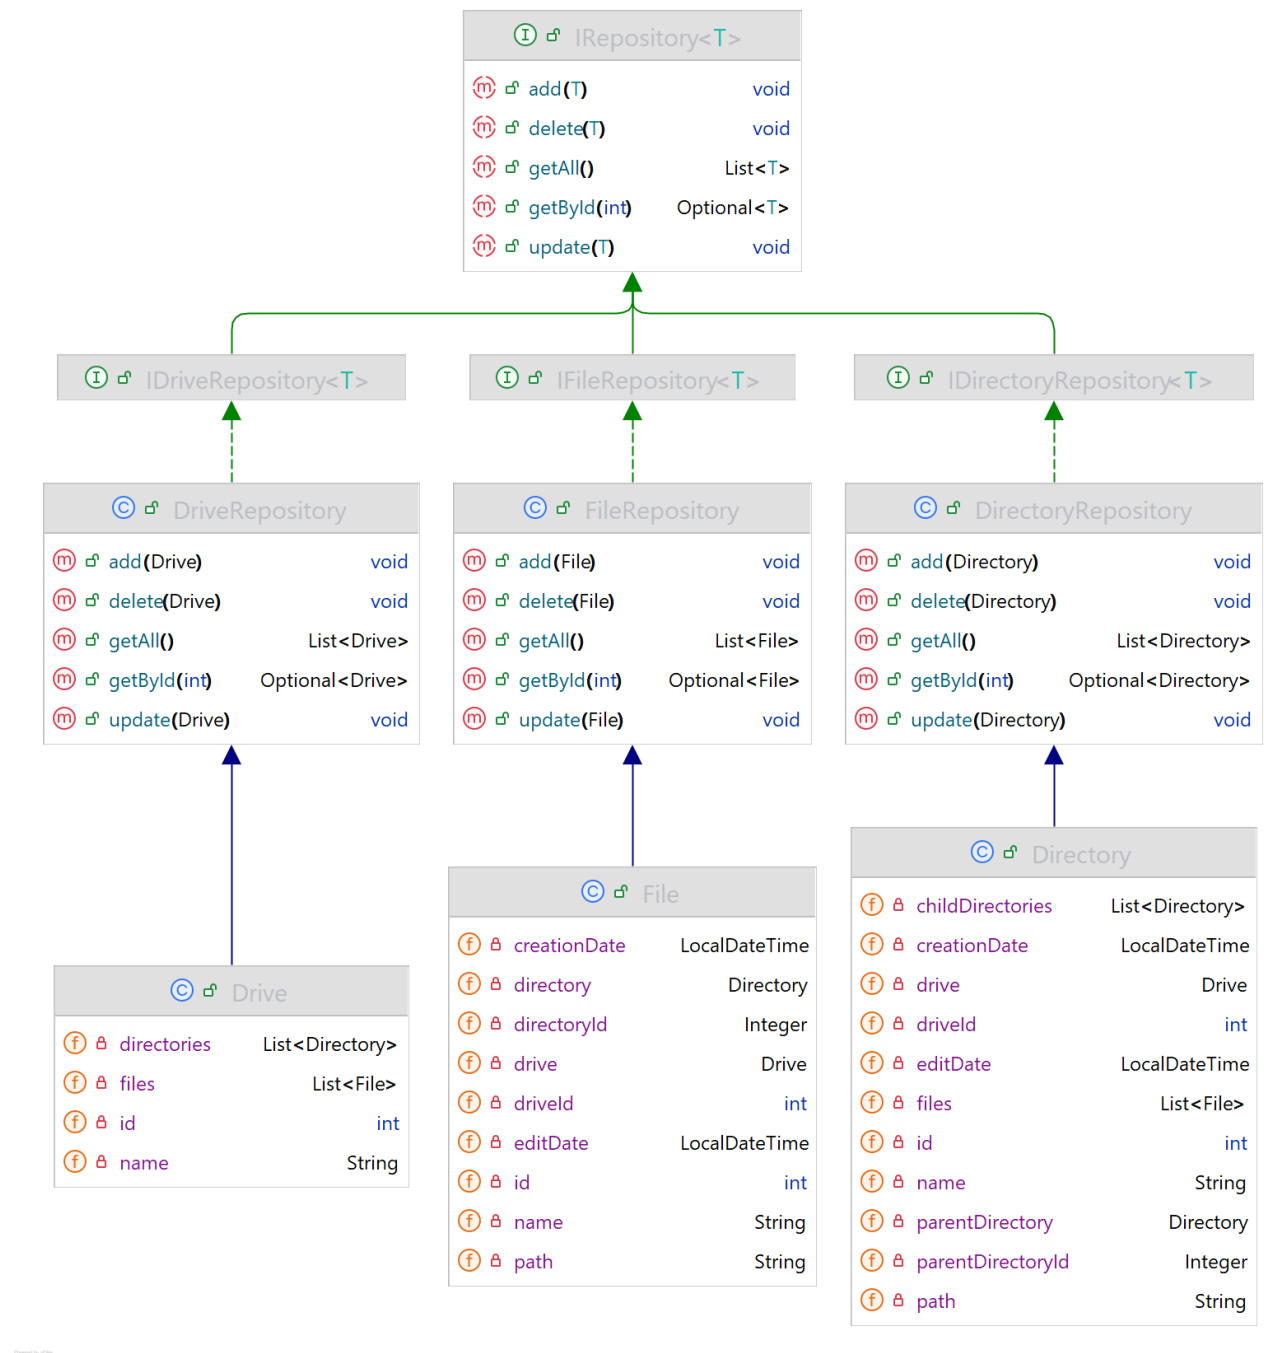 IRepository<T>
add(T) void
delete(T) void
getAll() List<T>
getById(int) Optional<T>
update(T) void
IDriveRepository<T>
IFileRepository<T>
IDirectoryRepository<T>
DriveRepository
add(Drive) void
delete(Drive) void
getAll() List<Drive>
getById(int) Optional<Drive>
update(Drive) void
FileRepository
add(File) void
delete(File) void
getAll() List<File>
getById(int) Optional<File>
update(File) void
DirectoryRepository
add(Directory) void
delete(Directory) void
getAll() List<Directory>
getById(int) Optional<Directory>
update(Directory) void
Drive
directories List<Directory>
files List<File>
id int
name String
File
creationDate LocalDateTime
directory Directory
directoryId Integer
drive Drive
driveId int
editDate LocalDateTime
id int
name String
path String
Directory
childDirectories List<Directory>
creationDate LocalDateTime
drive Drive
driveId int
editDate LocalDateTime
files List<File>
id int
name String
parentDirectory Directory
parentDirectoryId Integer
path String